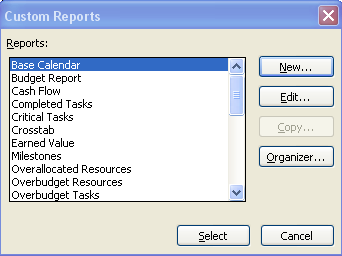 Custom Reports
Reports:
Base Calendar
Budget Report
Cash Flow
Completed Tasks
Critical Tasks
Crosstab
Earned Value
Milestones
Overallocated Resources
Overbudget Resources
Overbudget Tasks
New...
Edit...
Copy...
Organizer...
Select
Cancel